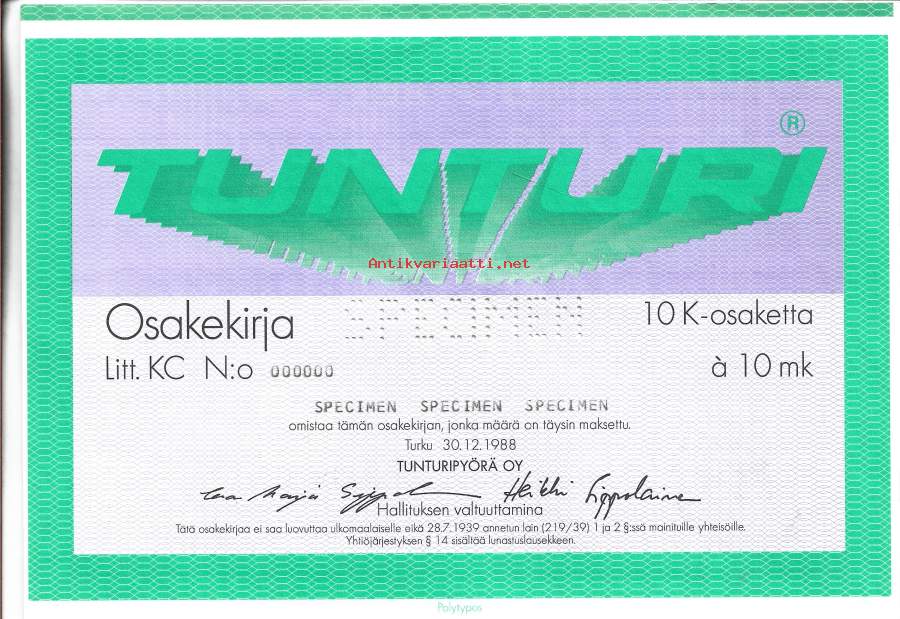 ®
TUNTURI
Antikvariaatti.net
Osakekirja SPECIMEN 10 K-osaketta
Litt. KC N:o 000000 à 10 mk
SPECIMEN SPECIMEN SPECIMEN
omistaa tämän osakekirjan, jonka määrä on täysin maksettu.
Turku 30.12.1988
TUNTURIPYÖRÄ OY
Heikki
Hallituksen valtuuttamina
Tätä osakekirjaa ei saa luovuttaa ulkomaalaiselle eikä 28.7.1939 annetun lain (219/39) 1 ja 2 §:ssä mainituille yhteisöille.
Yhtiöjärjestyksen § 14 sisältää lunastuslausekkeen.
Polytypos